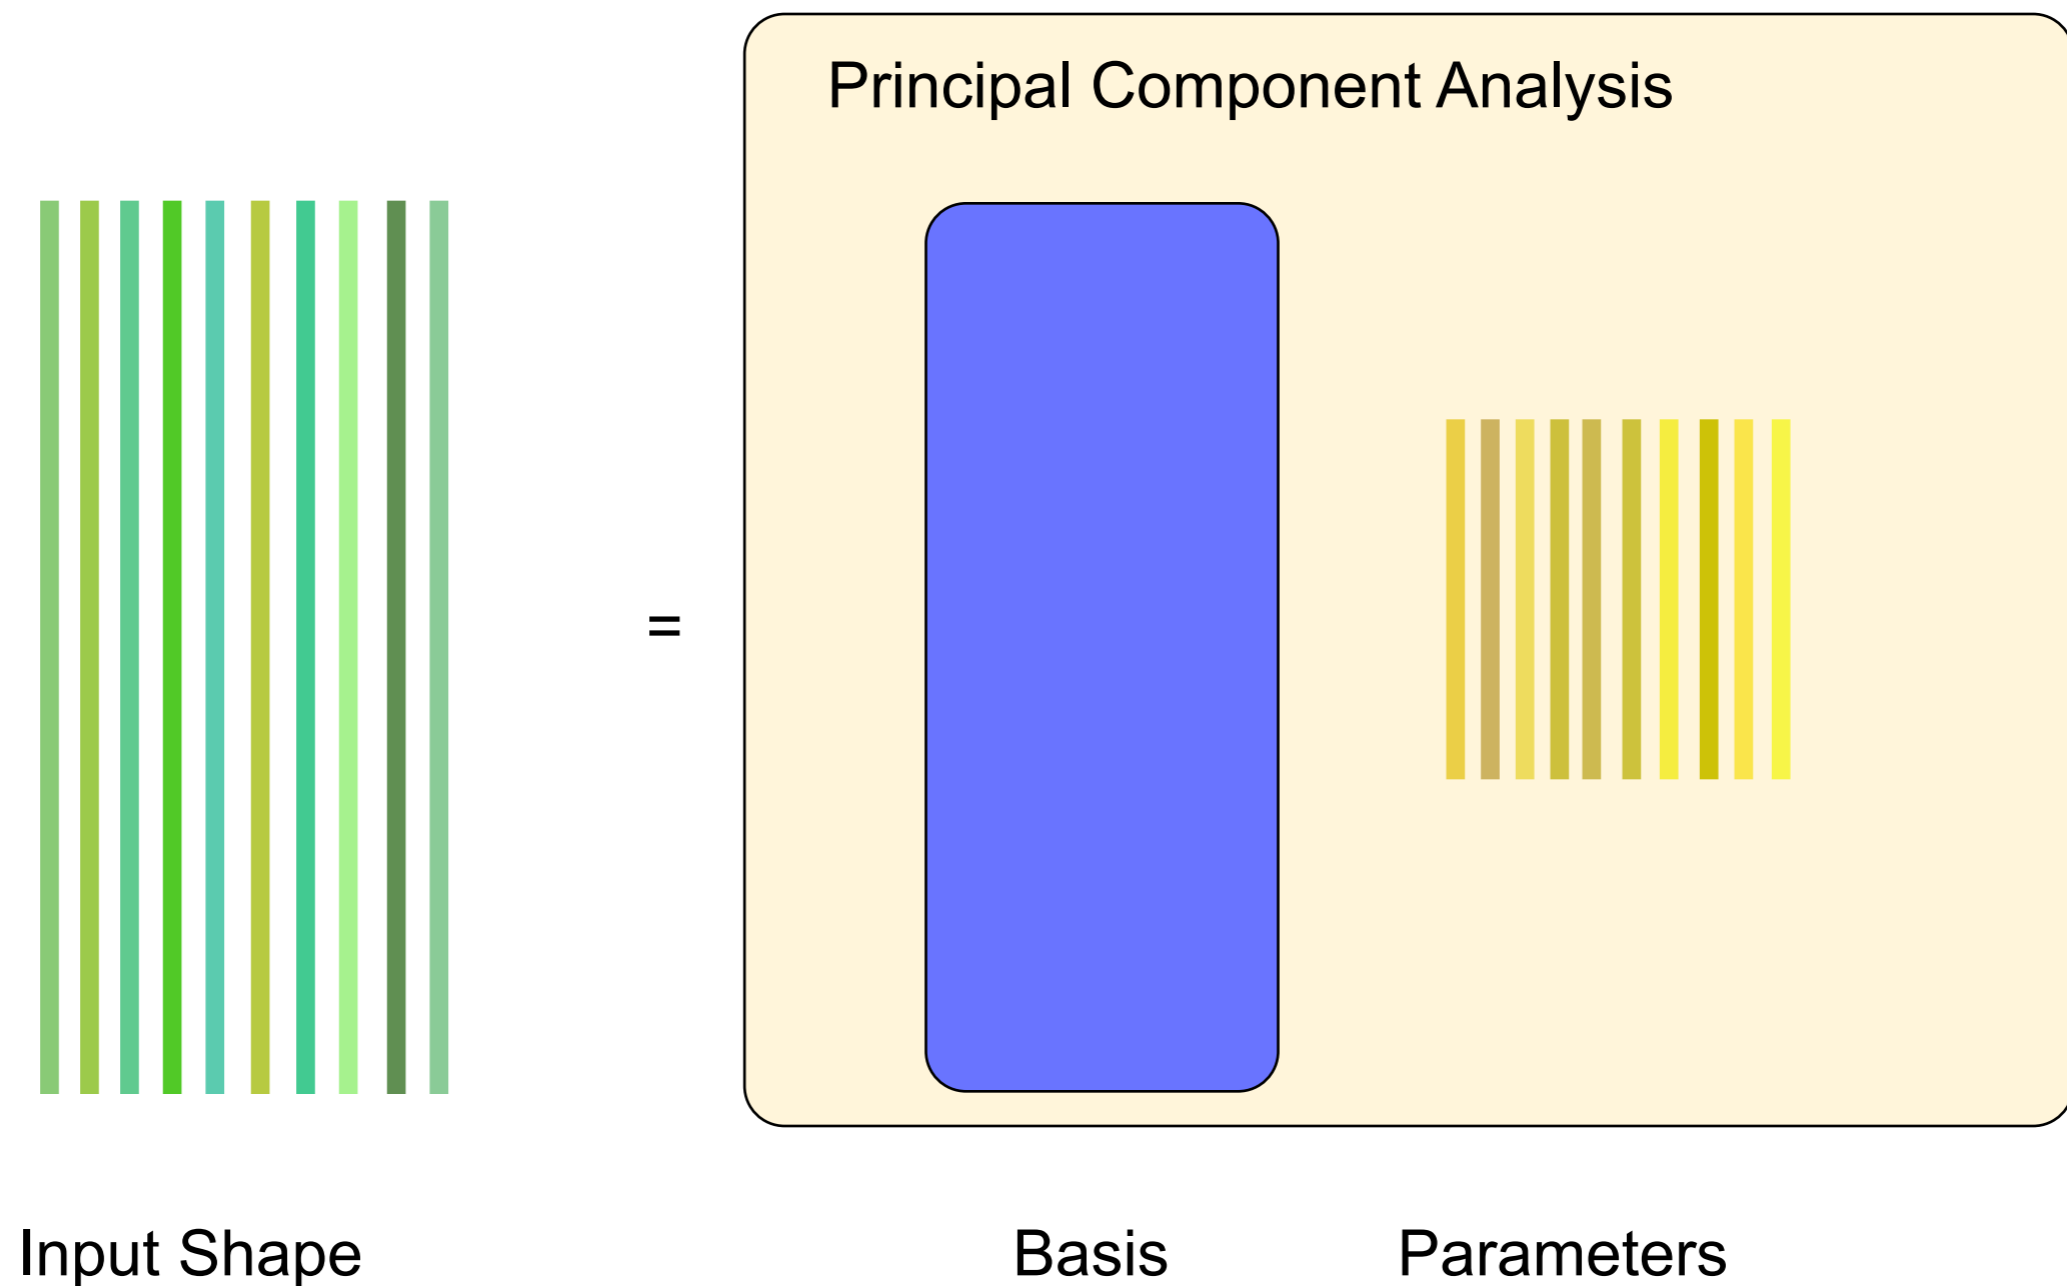 Principal Component Analysis
=
Input Shape
Basis
Parameters